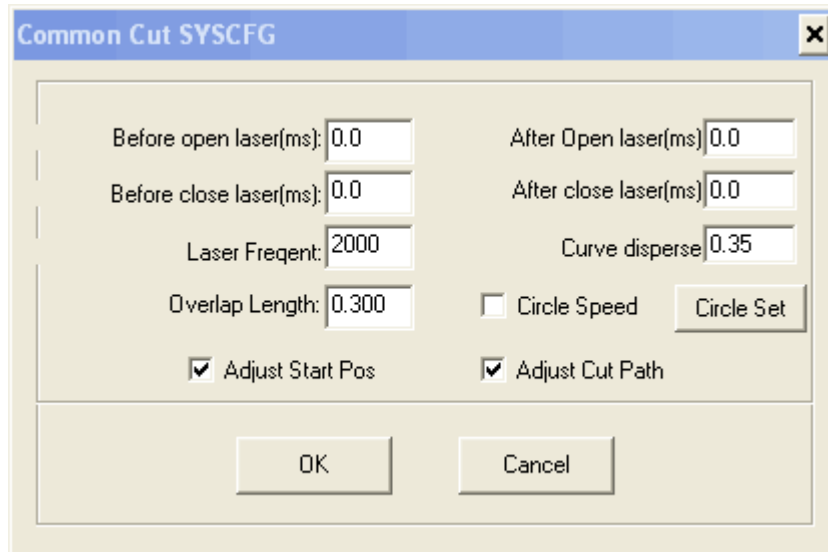 Common Cut SYSCFG
Before open laser(ms): 0.0 After Open laser(ms) 0.0
Before close laser(ms): 0.0 After close laser(ms) 0.0
Laser Freqent: 2000 Curve disperse 0.35
Overlap Length: 0.300 Circle Speed Circle Set
Adjust Start Pos Adjust Cut Path
OK Cancel